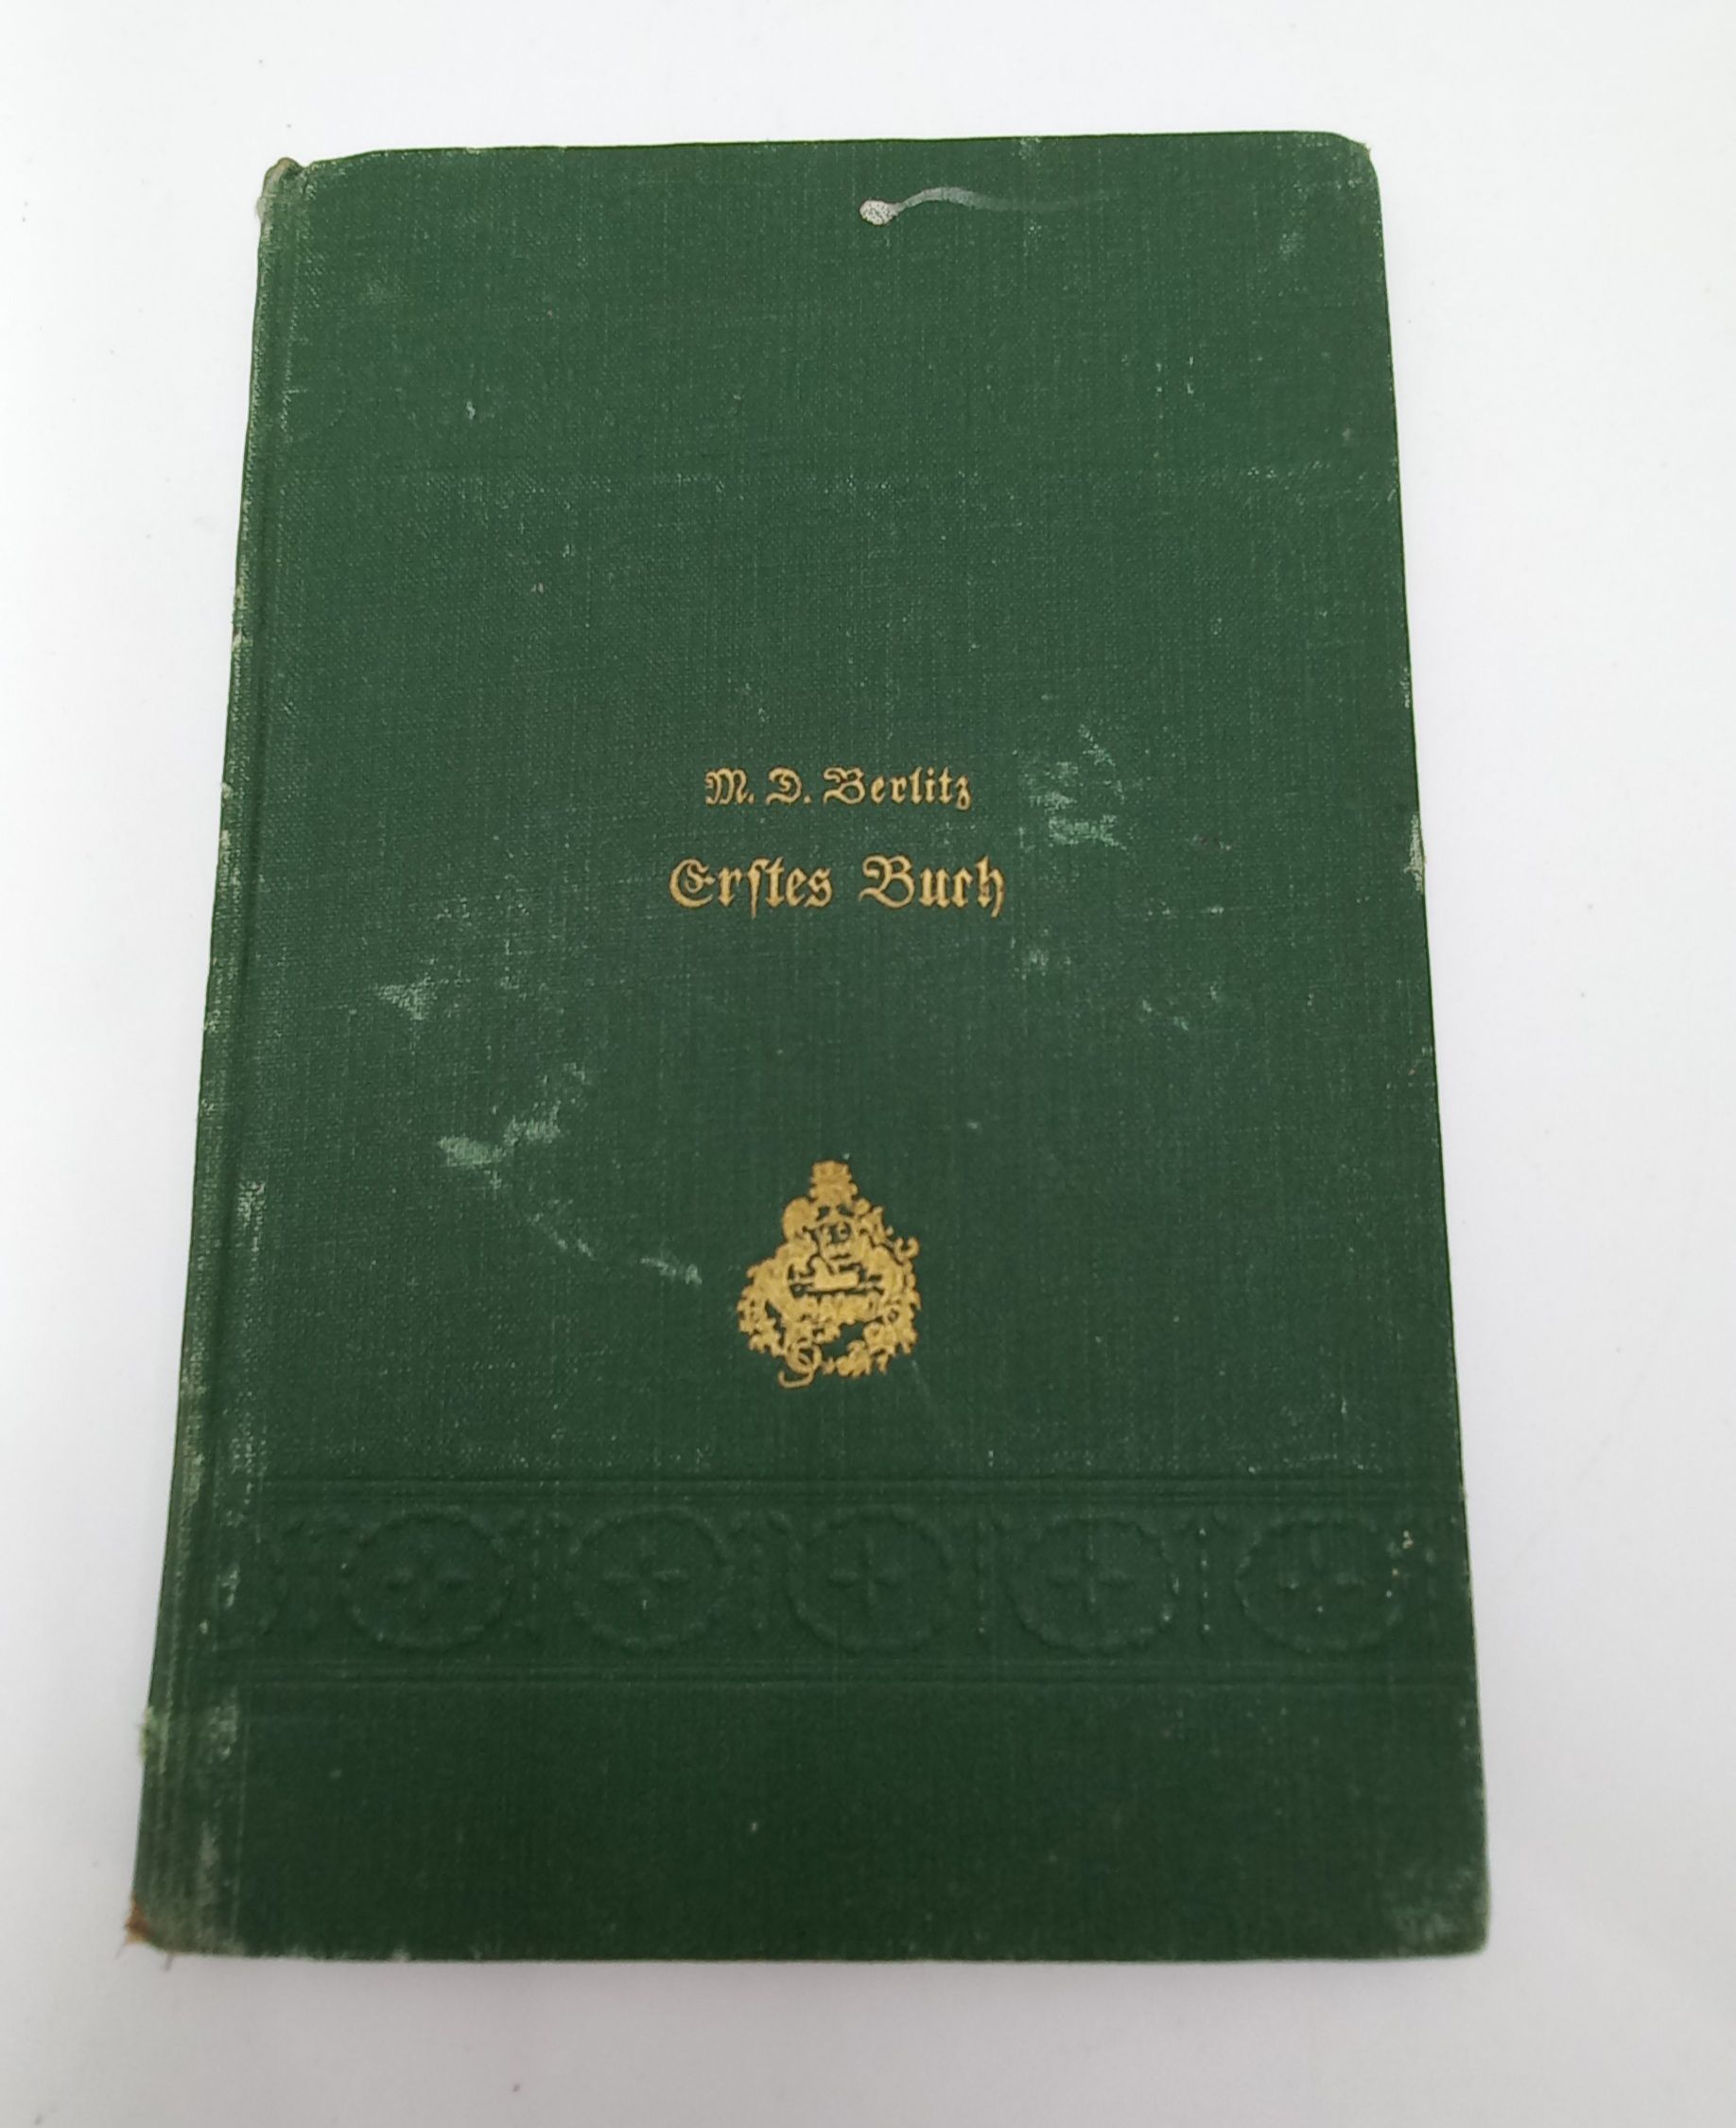 M. D. Berlitz
Erſtes Buch